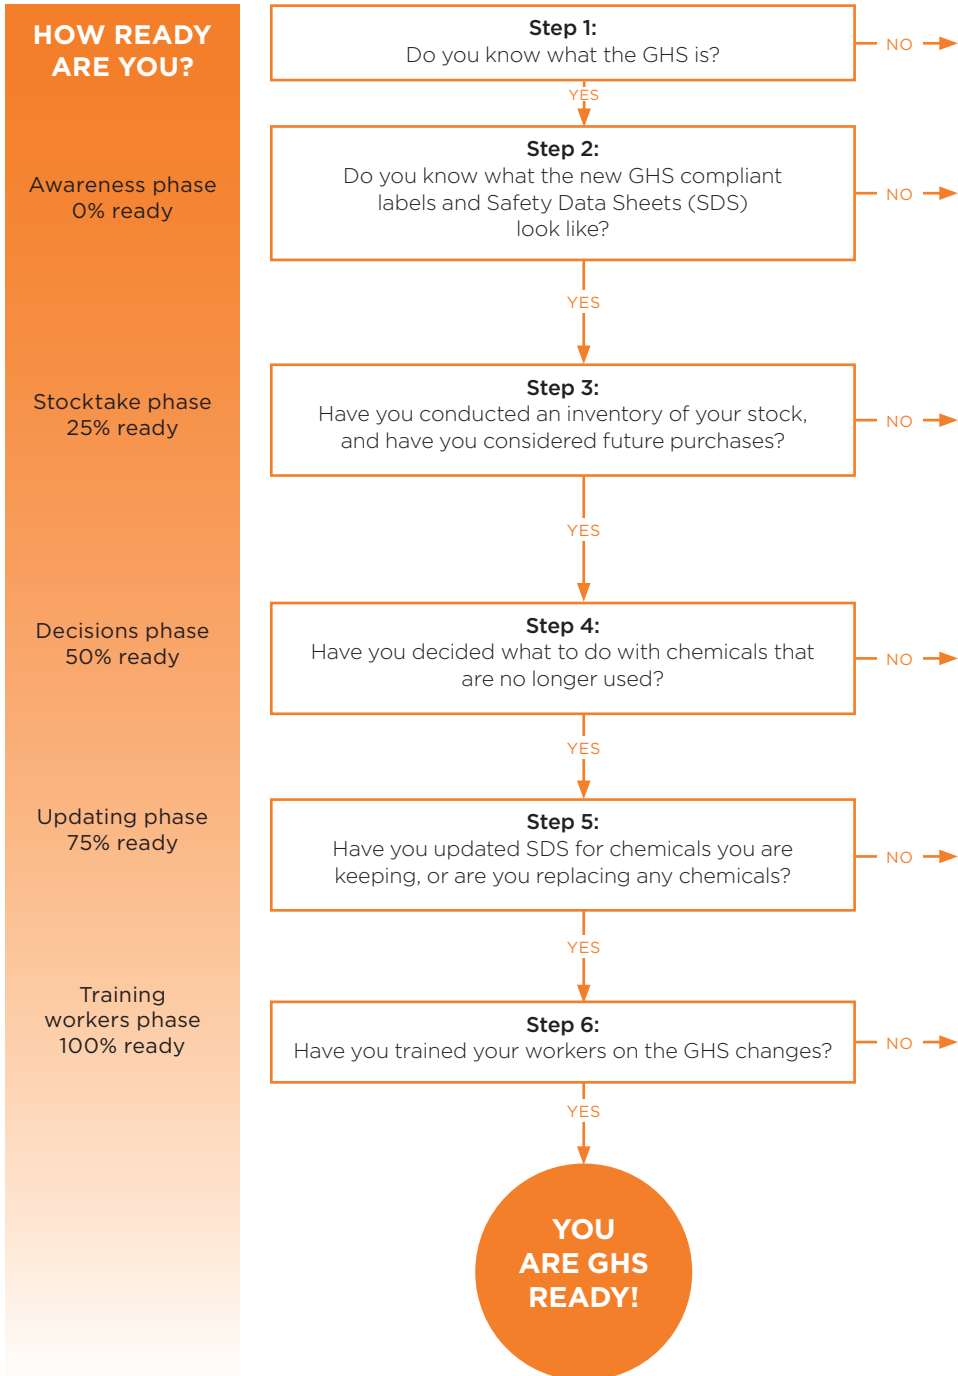 HOW READY
ARE YOU?
Step 1:
Do you know what the GHS is?
NO
YES
Awareness phase
0% ready
Step 2:
Do you know what the new GHS compliant
labels and Safety Data Sheets (SDS)
look like?
NO
YES
Stocktake phase
25% ready
Step 3:
Have you conducted an inventory of your stock,
and have you considered future purchases?
NO
YES
Decisions phase
50% ready
Step 4:
Have you decided what to do with chemicals that
are no longer used?
NO
YES
Updating phase
75% ready
Step 5:
Have you updated SDS for chemicals you are
keeping, or are you replacing any chemicals?
NO
YES
Training
workers phase
100% ready
Step 6:
Have you trained your workers on the GHS changes?
NO
YES
YOU
ARE GHS
READY!